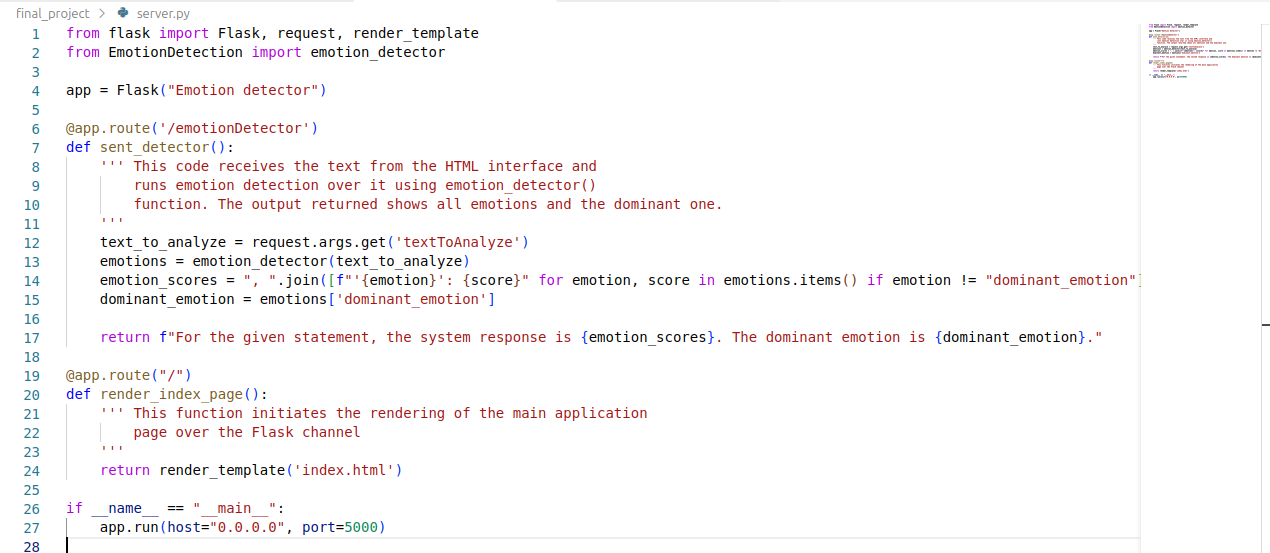 final_project > server.py
1 from flask import Flask, request, render_template
2 from EmotionDetection import emotion_detector
3
4 app = Flask("Emotion detector")
5
6 @app.route('/emotionDetector')
7 def sent_detector():
8     ''' This code receives the text from the HTML interface and
9         runs emotion detection over it using emotion_detector()
10         function. The output returned shows all emotions and the dominant one.
11     '''
12     text_to_analyze = request.args.get('textToAnalyze')
13     emotions = emotion_detector(text_to_analyze)
14     emotion_scores = ", ".join([f"'{emotion}': {score}" for emotion, score in emotions.items() if emotion != "dominant_emotion"]
15     dominant_emotion = emotions['dominant_emotion']
16
17     return f"For the given statement, the system response is {emotion_scores}. The dominant emotion is {dominant_emotion}."
18
19 @app.route("/")
20 def render_index_page():
21     ''' This function initiates the rendering of the main application
22         page over the Flask channel
23     '''
24     return render_template('index.html')
25
26 if __name__ == "__main__":
27     app.run(host="0.0.0.0", port=5000)
28